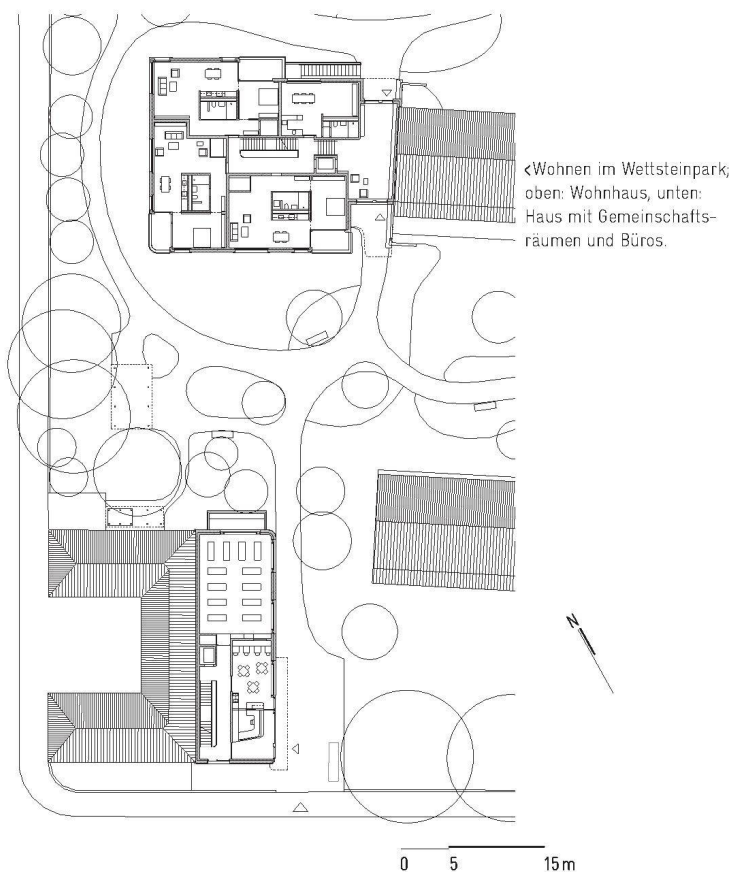 <Wohnen im Wettsteinpark;
oben: Wohnhaus, unten:
Haus mit Gemeinschafts-
räumen und Büros.
N
0 5 15 m